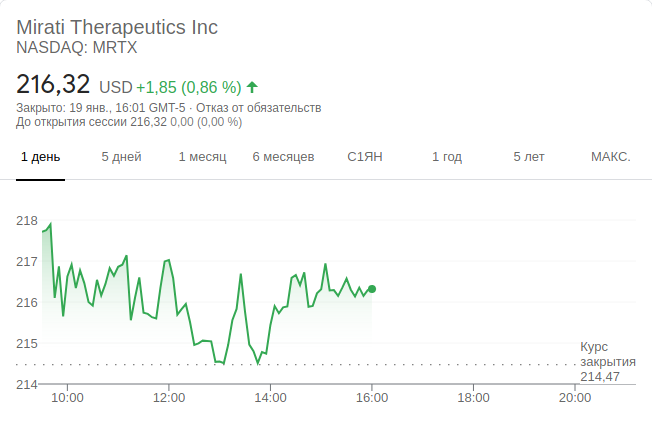 Mirati Therapeutics Inc
NASDAQ: MRTX
216,32 USD +1,85 (0,86 %)
Закрыто: 19 янв., 16:01 GMT-5 · Отказ от обязательств
До открытия сессии 216,32 0,00 (0,00 %)
1 день 5 дней 1 месяц 6 месяцев С1ЯН 1 год 5 лет МАКС.
218
217
216
215
Курс
закрытия
214,47
214
10:00 12:00 14:00 16:00 18:00 20:00